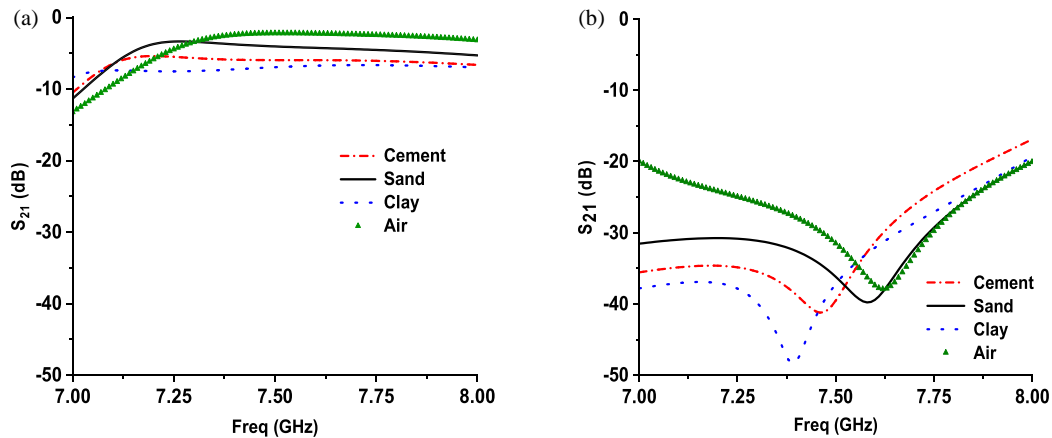 (a)
0
-10
-20
-30
-40
-50
S21 (dB)
Cement
Sand
Clay
Air
7.00
7.25
7.50
7.75
8.00
Freq (GHz)
(b)
0
-10
-20
-30
-40
-50
S21 (dB)
Cement
Sand
Clay
Air
7.00
7.25
7.50
7.75
8.00
Freq (GHz)